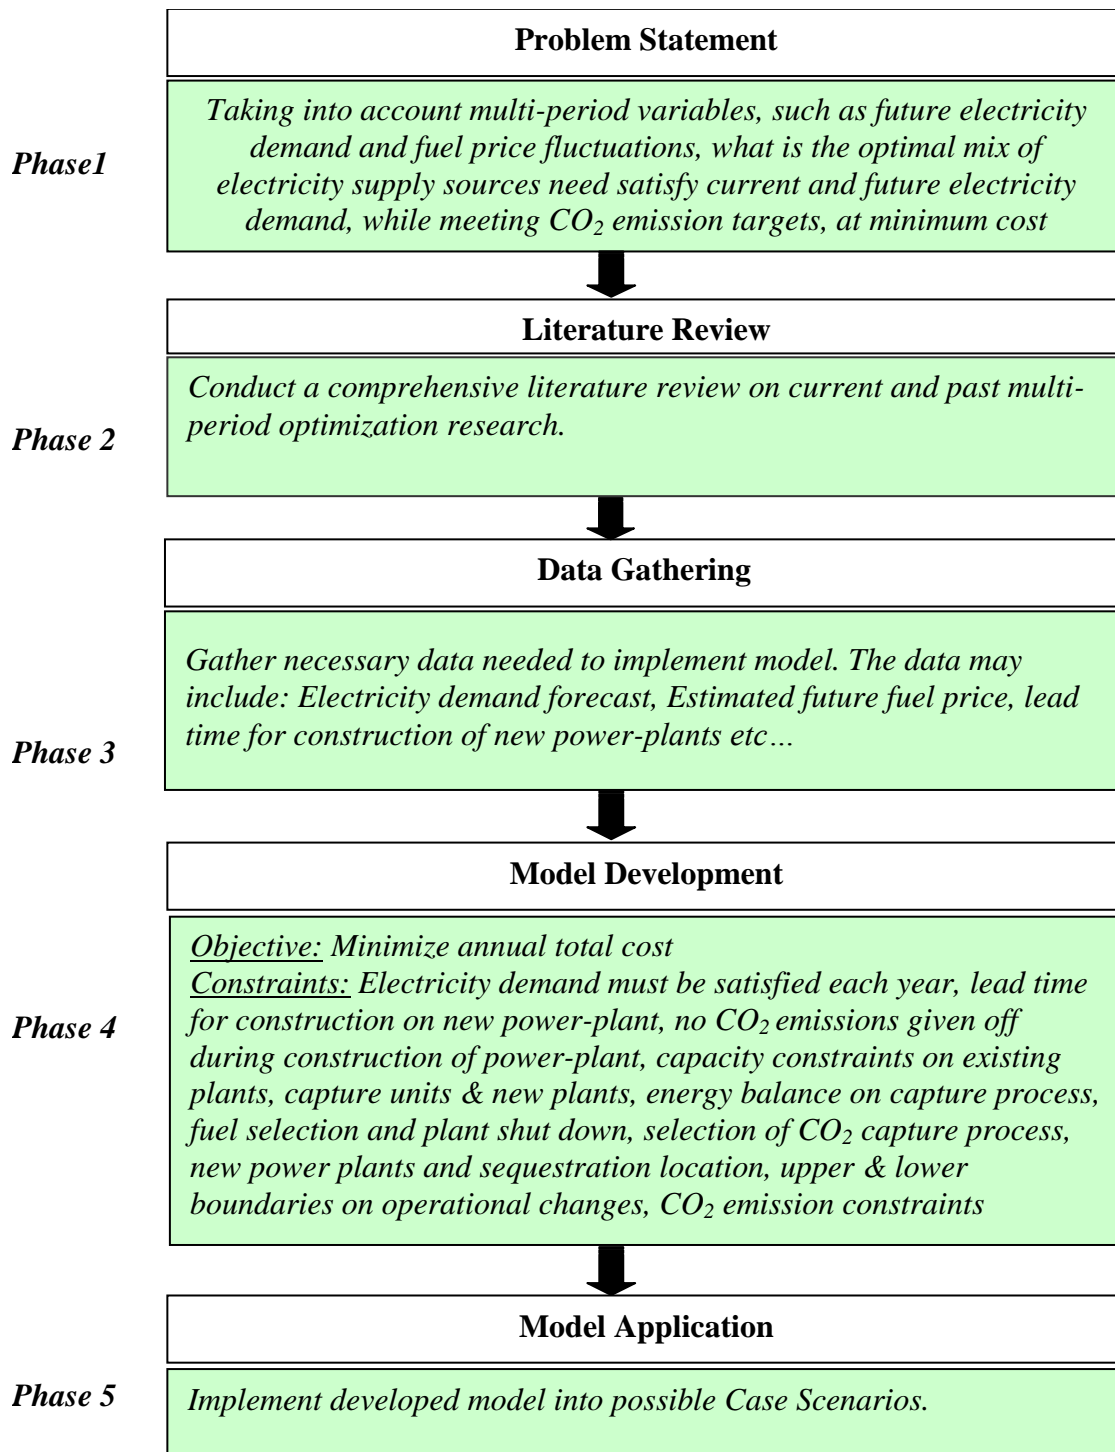 Problem Statement
Phase1
Taking into account multi-period variables, such as future electricity
demand and fuel price fluctuations, what is the optimal mix of
electricity supply sources need satisfy current and future electricity
demand, while meeting CO2 emission targets, at minimum cost
Literature Review
Phase 2
Conduct a comprehensive literature review on current and past multi-
period optimization research.
Data Gathering
Phase 3
Gather necessary data needed to implement model. The data may
include: Electricity demand forecast, Estimated future fuel price, lead
time for construction of new power-plants etc…
Model Development
Phase 4
Objective: Minimize annual total cost
Constraints: Electricity demand must be satisfied each year, lead time
for construction on new power-plant, no CO2 emissions given off
during construction of power-plant, capacity constraints on existing
plants, capture units & new plants, energy balance on capture process,
fuel selection and plant shut down, selection of CO2 capture process,
new power plants and sequestration location, upper & lower
boundaries on operational changes, CO2 emission constraints
Model Application
Phase 5
Implement developed model into possible Case Scenarios.